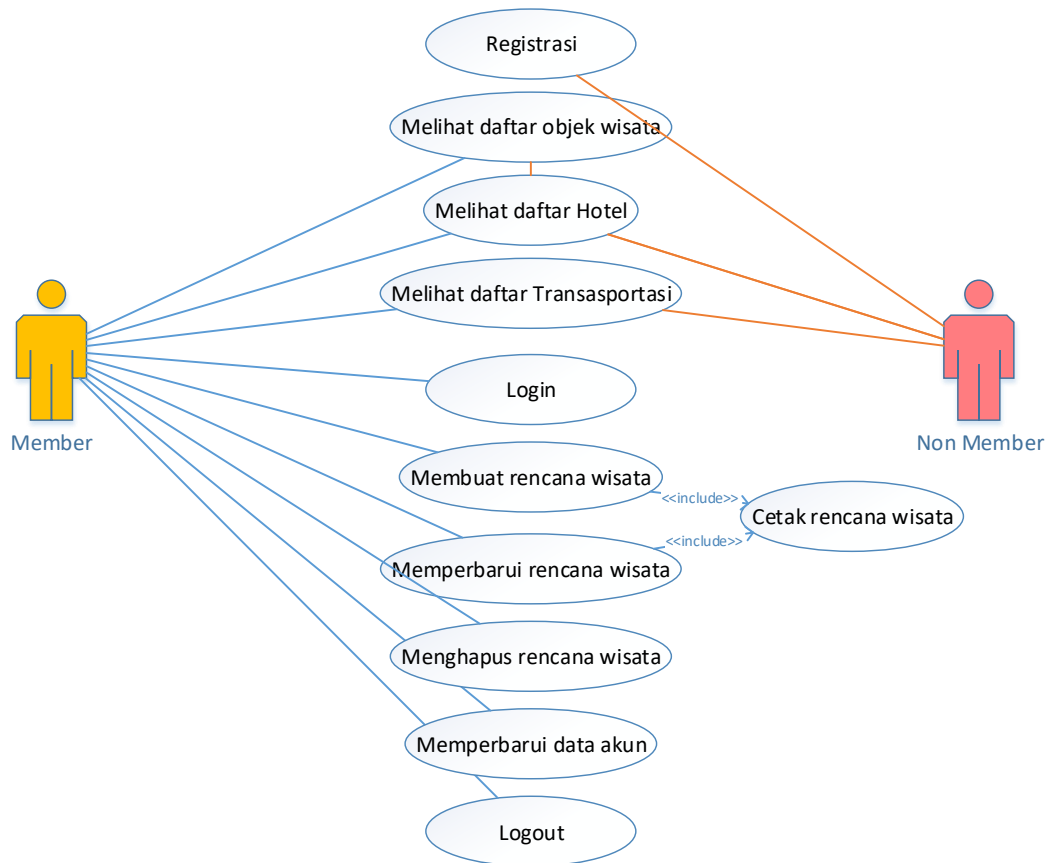 Registrasi
Melihat daftar objek wisata
Melihat daftar Hotel
Melihat daftar Transasportasi
Login
Member
Non Member
Membuat rencana wisata
<<include>>
Cetak rencana wisata
<<include>>
Memperbarui rencana wisata
Menghapus rencana wisata
Memperbarui data akun
Logout